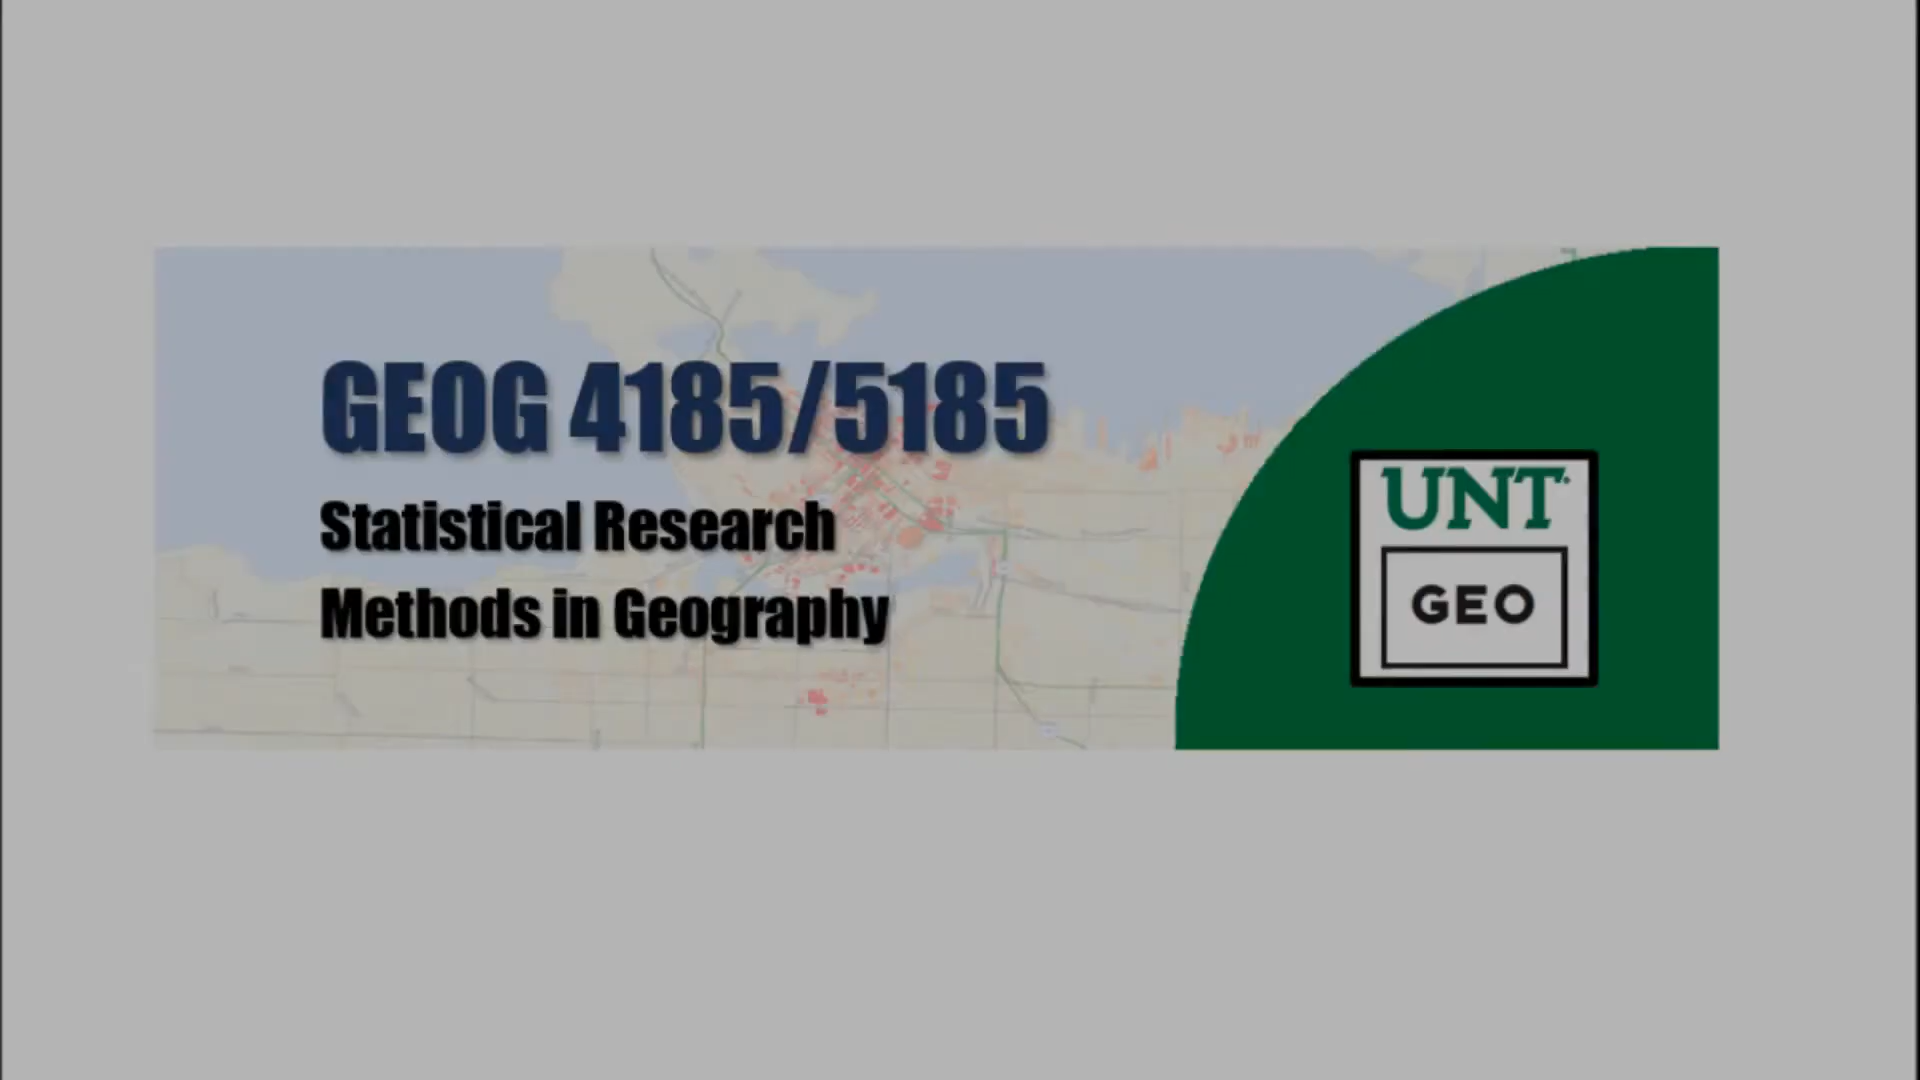 GEOG 4185/5185
Statistical Research
Methods in Geography
UNT
GEO